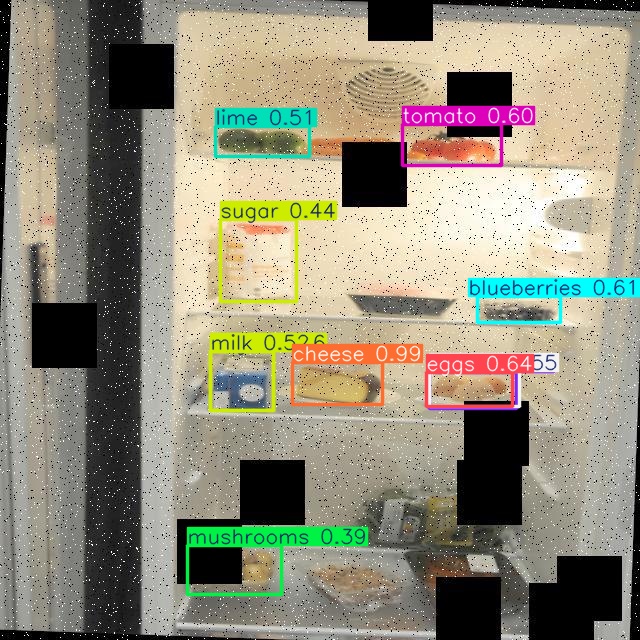 lime 0.51
tomato 0.60
sugar 0.44
blueberries 0.61
milk 0.52
cheese 0.99
eggs 0.64
mushrooms 0.39